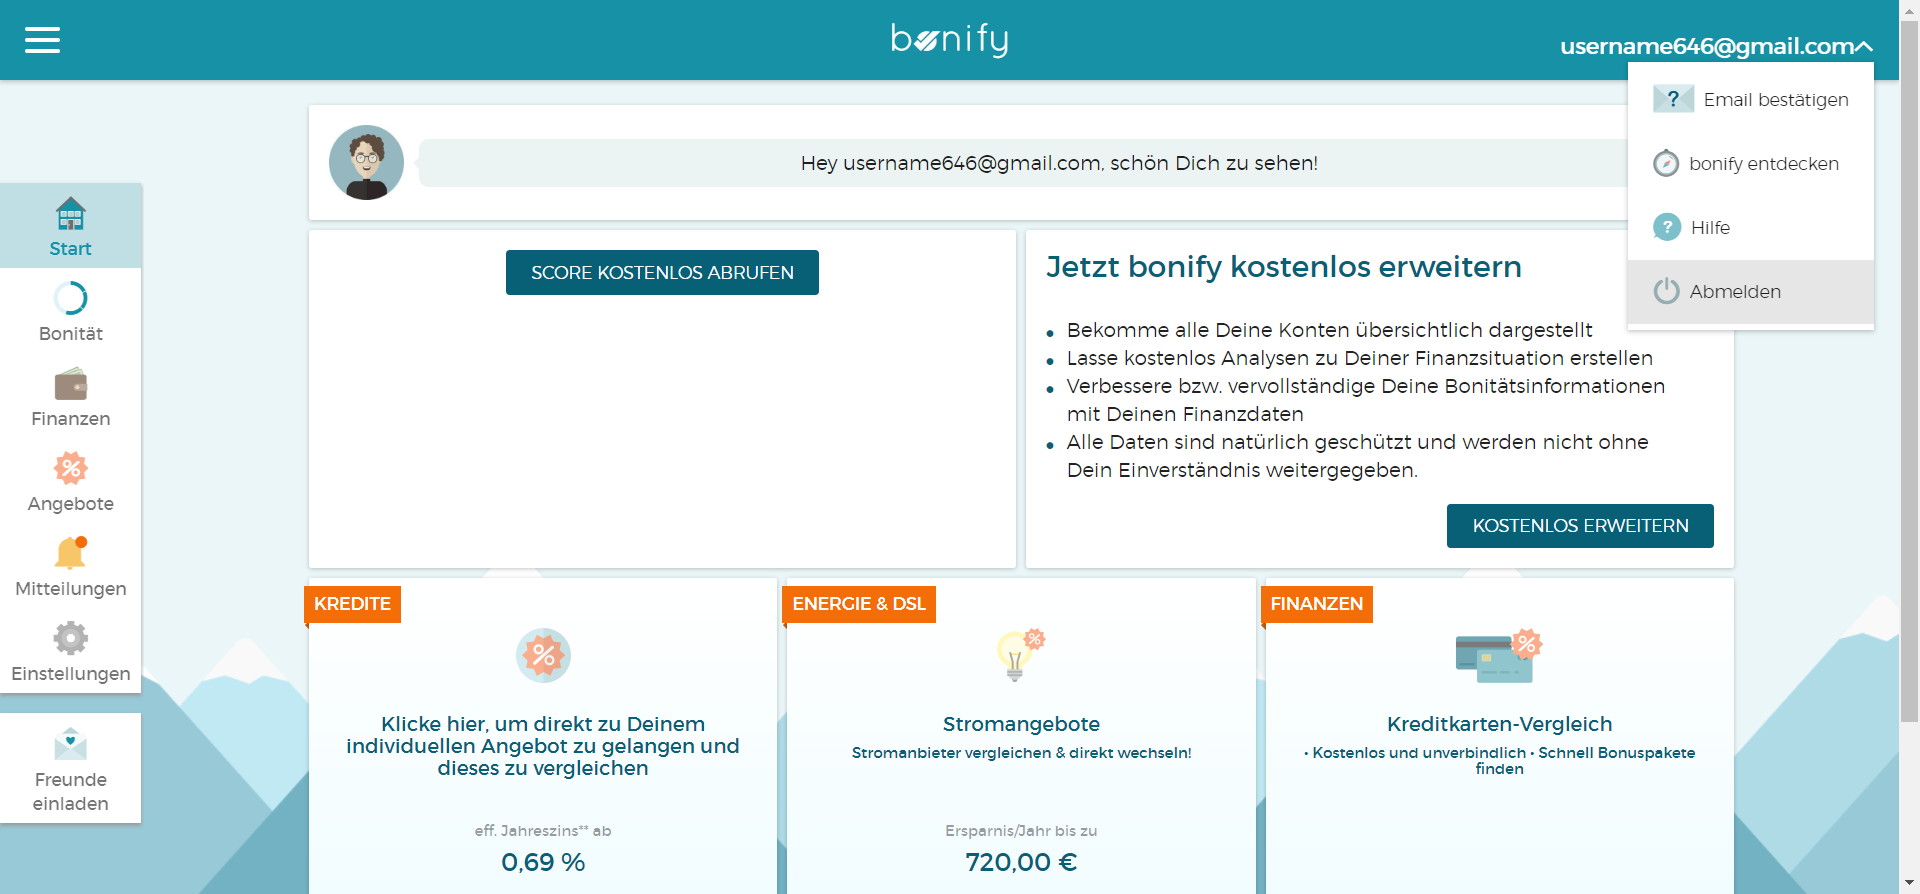 bonify
username646@gmail.com
? Email bestätigen
bonify entdecken
? Hilfe
Abmelden
Hey username646@gmail.com, schön Dich zu sehen!
Start
Bonität
Finanzen
%
Angebote
Mitteilungen
Einstellungen
Freunde
einladen
SCORE KOSTENLOS ABRUFEN
Jetzt bonify kostenlos erweitern
• Bekomme alle Deine Konten übersichtlich dargestellt
• Lasse kostenlos Analysen zu Deiner Finanzsituation erstellen
• Verbessere bzw. vervollständige Deine Bonitätsinformationen
mit Deinen Finanzdaten
• Alle Daten sind natürlich geschützt und werden nicht ohne
Dein Einverständnis weitergegeben.
KOSTENLOS ERWEITERN
KREDITE
%
Klicke hier, um direkt zu Deinem
individuellen Angebot zu gelangen und
dieses zu vergleichen
eff. Jahreszins** ab
0,69 %
ENERGIE & DSL
%
Stromangebote
Stromanbieter vergleichen & direkt wechseln!
Ersparnis/Jahr bis zu
720,00 €
FINANZEN
%
Kreditkarten-Vergleich
• Kostenlos und unverbindlich • Schnell Bonuspakete
finden